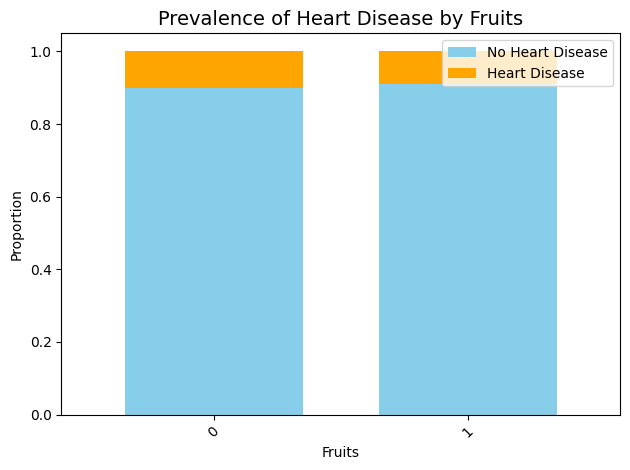 Prevalence of Heart Disease by Fruits
No Heart Disease
Heart Disease
1.0
0.8
0.6
0.4
0.2
0.0
Proportion
0
1
Fruits